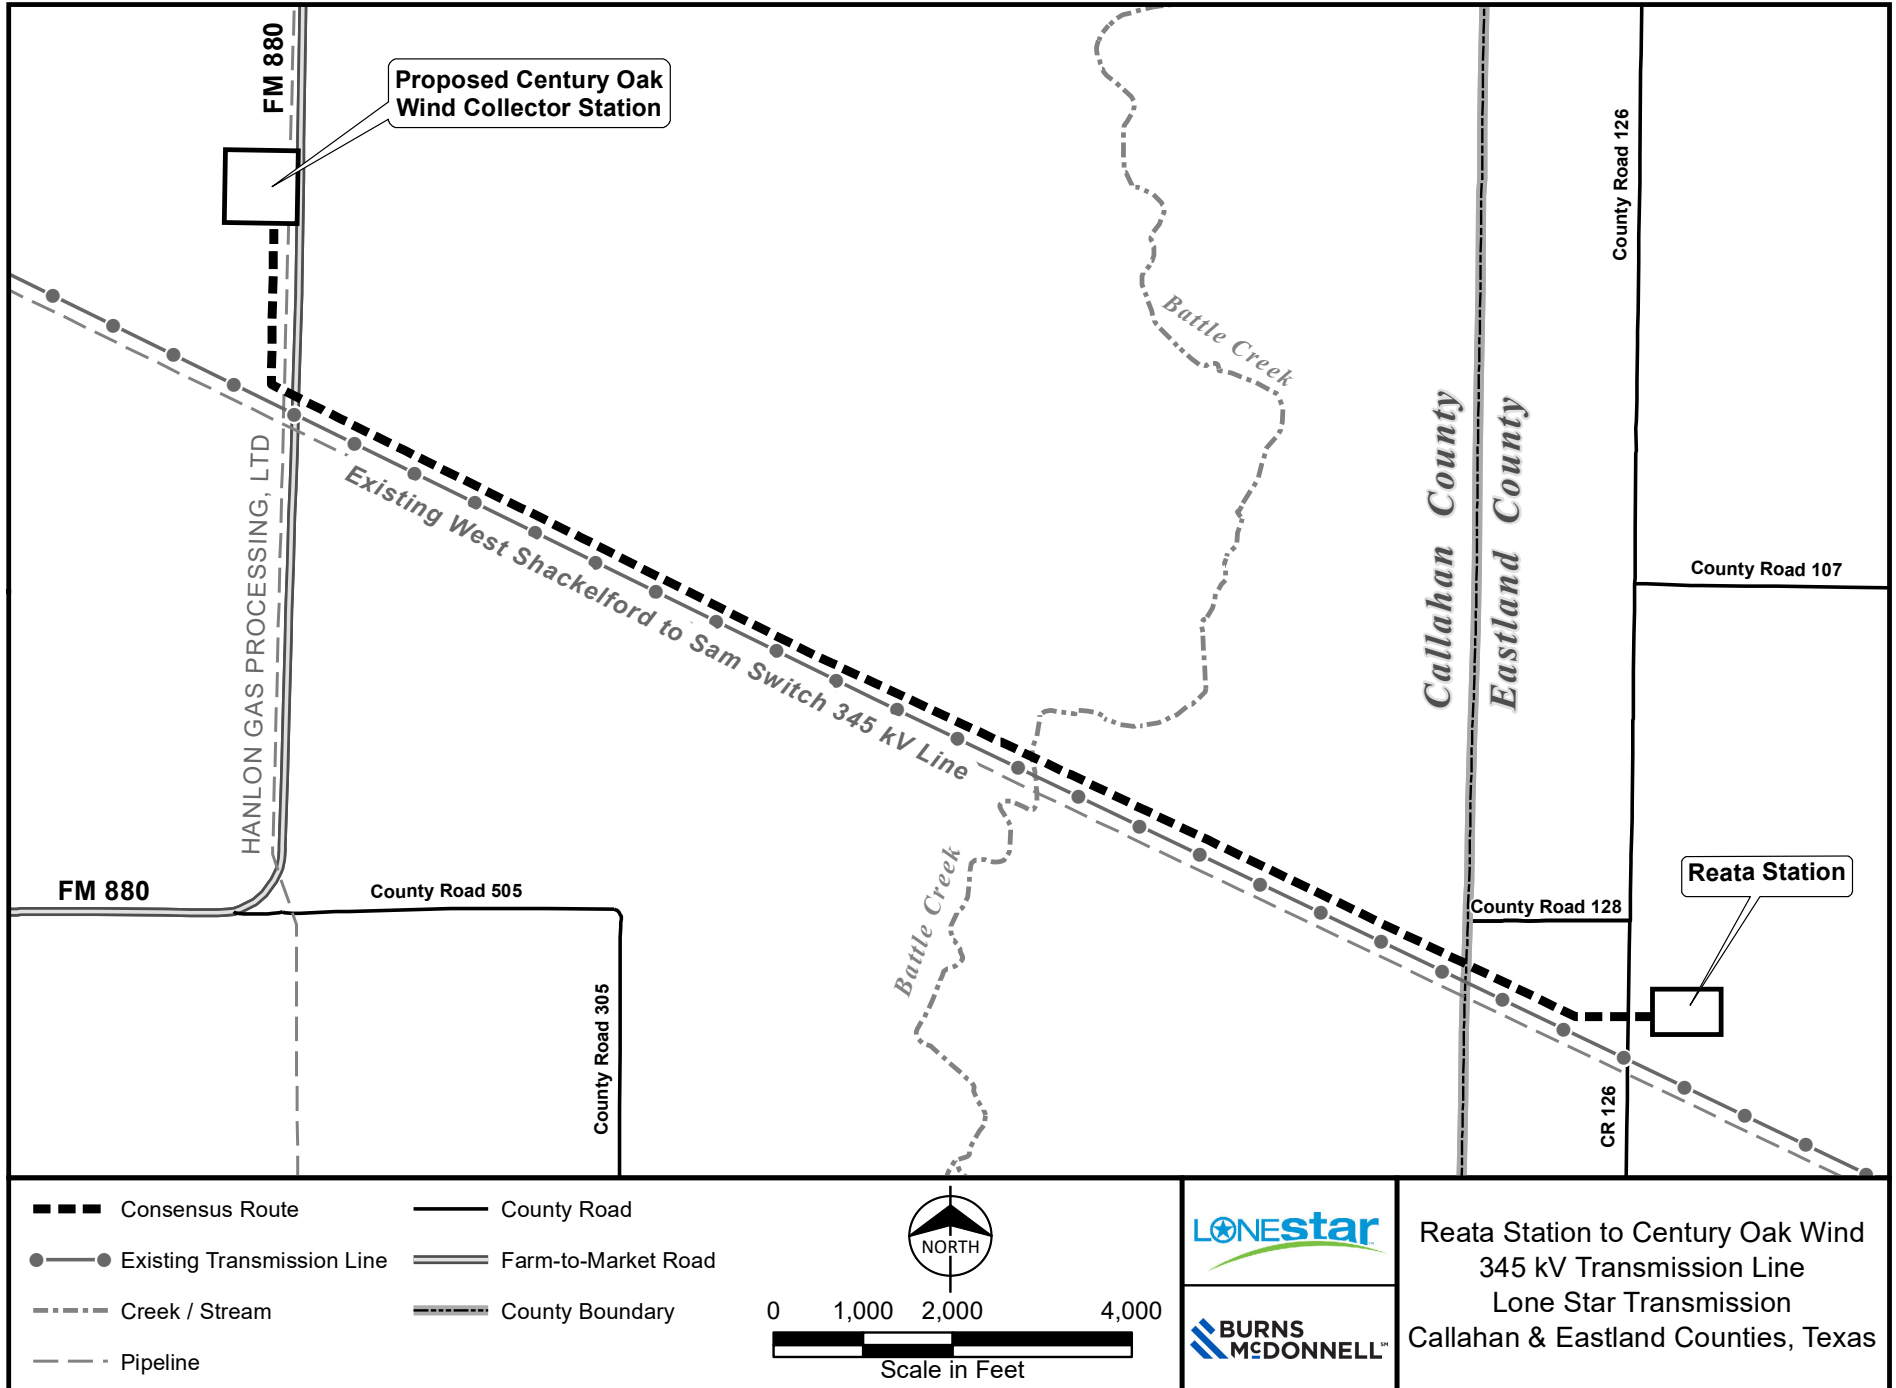 FM 880
Proposed Century Oak
Wind Collector Station
County Road 126
Battle Creek
Callahan County
Eastland County
HANLON GAS PROCESSING, LTD
Existing West Shackelford to Sam Switch 345 kV Line
County Road 107
FM 880
County Road 505
Battle Creek
County Road 128
Reata Station
County Road 305
CR 126
Consensus Route
Existing Transmission Line
Creek / Stream
Pipeline
County Road
Farm-to-Market Road
County Boundary
NORTH
0 1,000 2,000 4,000
Scale in Feet
LONESTAR
BURNS
McDONNELL SM
Reata Station to Century Oak Wind
345 kV Transmission Line
Lone Star Transmission
Callahan & Eastland Counties, Texas